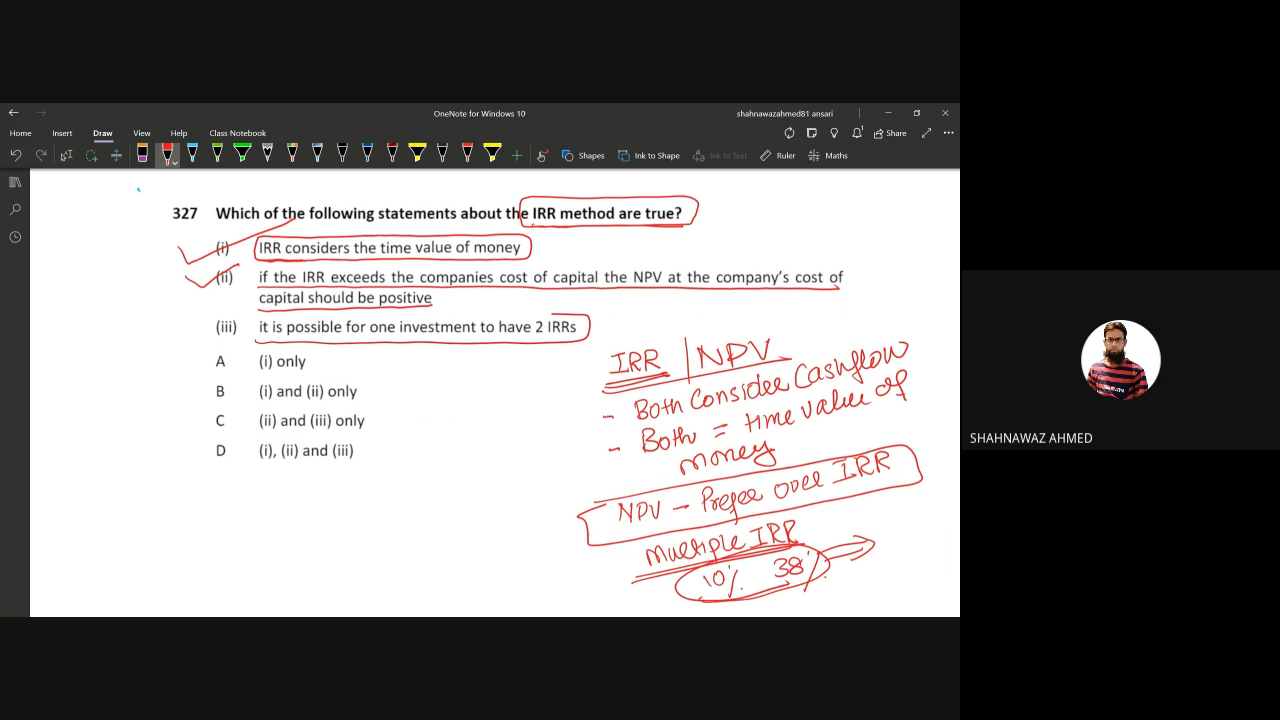 OneNote for Windows 10
shahnawazahmed81 ansari
Home Insert Draw View Help Class Notebook
Share
Shapes Ink to Shape Ink to Text Ruler Maths
327 Which of the following statements about the IRR method are true?
(i) IRR considers the time value of money
(ii) if the IRR exceeds the companies cost of capital the NPV at the company's cost of
capital should be positive
(iii) it is possible for one investment to have 2 IRRs
A (i) only
B (i) and (ii) only
C (ii) and (iii) only
D (i), (ii) and (iii)
IRR | NPV
- Both Consider Cashflow
- Both = time value of
money
NPV - Prefer over IRR
Multiple IRR
10% 38%
SHAHNAWAZ AHMED